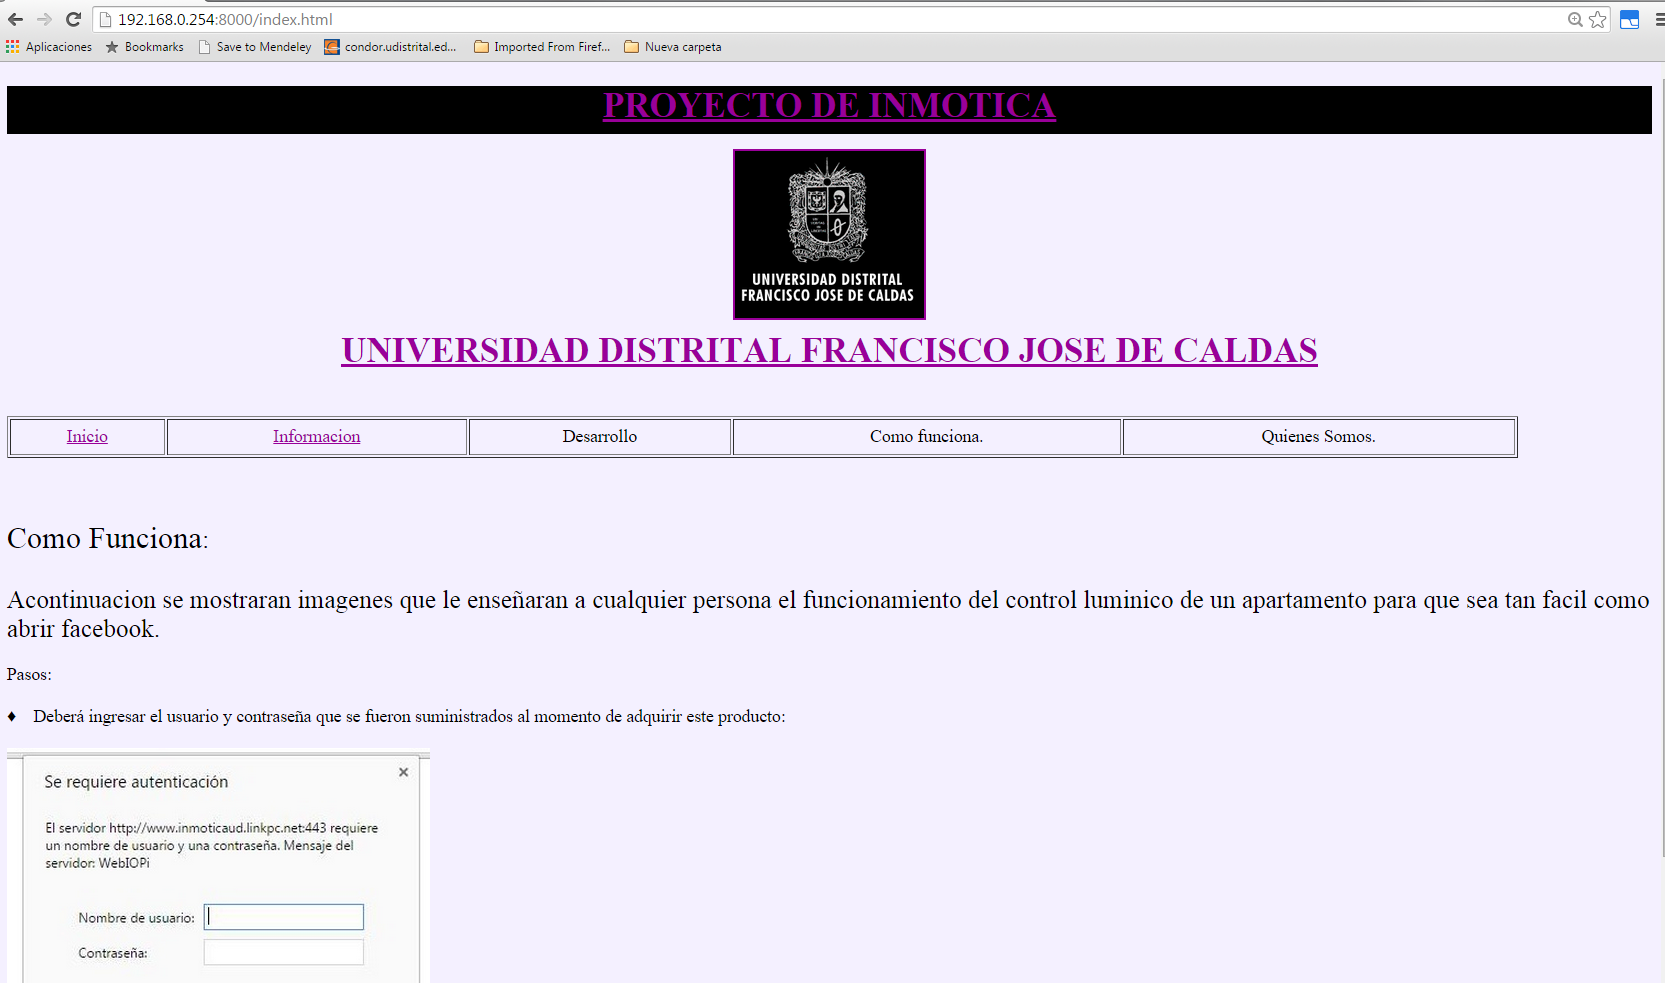 192.168.0.254:8000/index.html
Aplicaciones Bookmarks Save to Mendeley condor.udistrital.ed... Imported From Firef... Nueva carpeta
PROYECTO DE INMOTICA
UNIVERSIDAD DISTRITAL
FRANCISCO JOSE DE CALDAS
UNIVERSIDAD DISTRITAL FRANCISCO JOSE DE CALDAS
Inicio Informacion Desarrollo Como funciona. Quienes Somos.
Como Funciona:
Acontinuacion se mostraran imagenes que le enseñaran a cualquier persona el funcionamiento del control luminico de un apartamento para que sea tan facil como
abrir facebook.
Pasos:
♦ Deberá ingresar el usuario y contraseña que se fueron suministrados al momento de adquirir este producto:
Se requiere autenticación
El servidor http://www.inmoticaud.linkpc.net:443 requiere
un nombre de usuario y una contraseña. Mensaje del
servidor: WebIOPi
Nombre de usuario:
Contraseña: